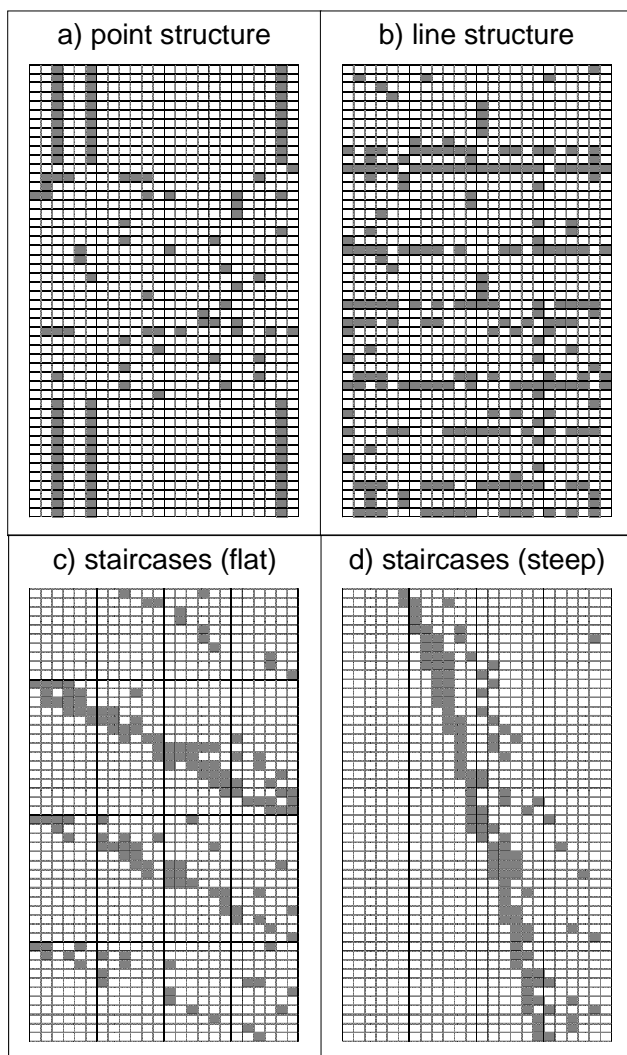 a) point structure
b) line structure
c) staircases (flat)
d) staircases (steep)